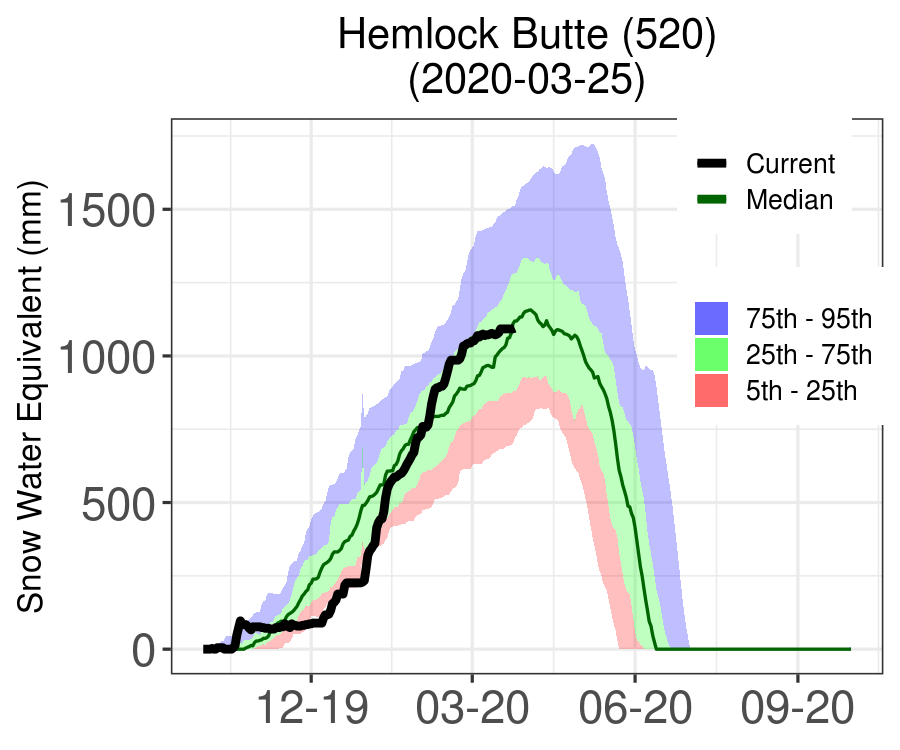 Hemlock Butte (520)
(2020-03-25)
Snow Water Equivalent (mm)
1500
1000
500
0
12-19
03-20
06-20
09-20
Current
Median
75th - 95th
25th - 75th
5th - 25th